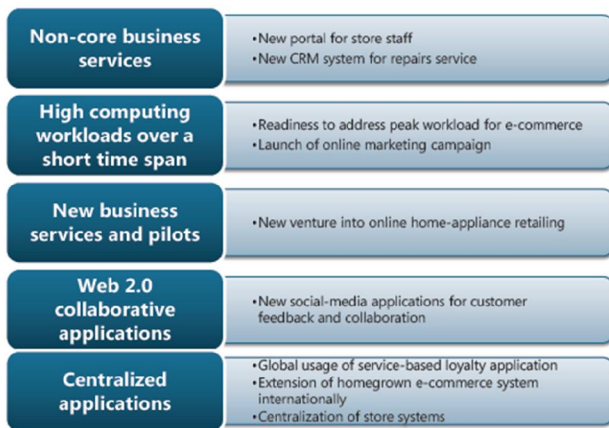 Non-core business
services
•New portal for store staff
•New CRM system for repairs service
High computing
workloads over a
short time span
•Readiness to address peak workload for e-commerce
•Launch of online marketing campaign
New business
services and pilots
•New venture into online home-appliance retailing
Web 2.0
collaborative
applications
•New social-media applications for customer
feedback and collaboration
Centralized
applications
•Global usage of service-based loyalty application
•Extension of homegrown e-commerce system
internationally
•Centralization of store systems